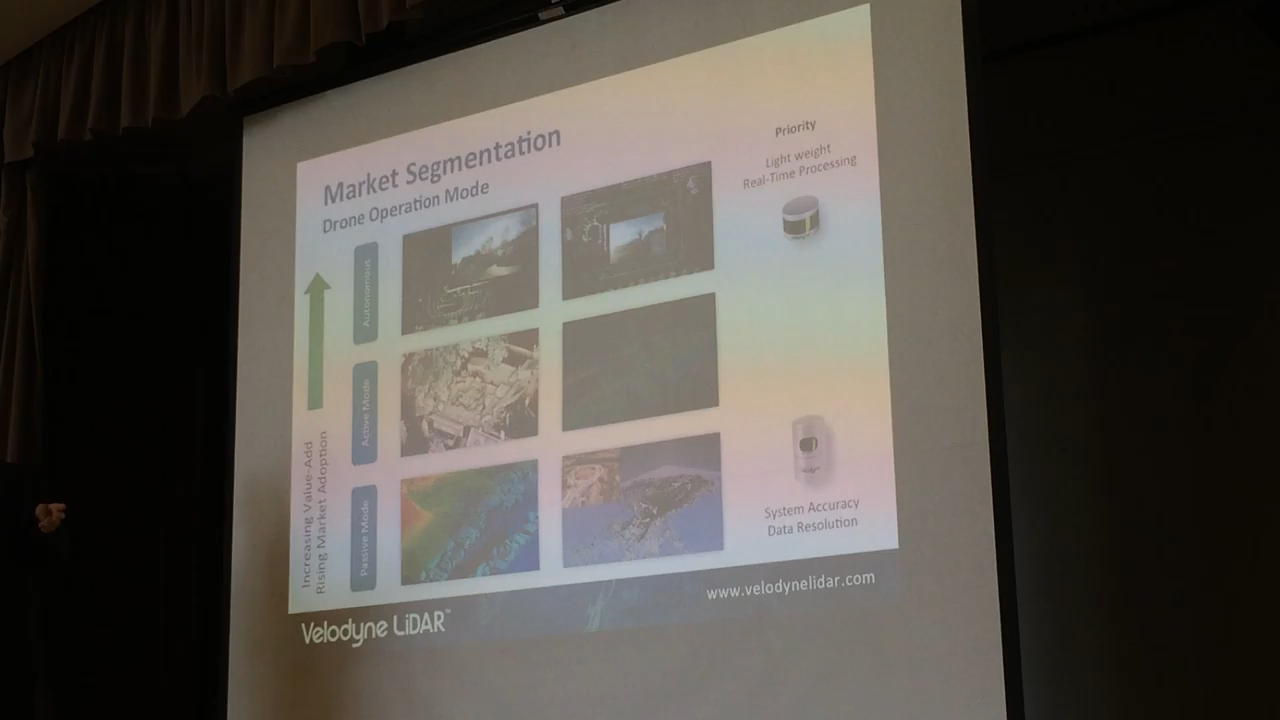 Market Segmentation
Drone Operation Mode
Priority
Light weight
Real-Time Processing
Autonomous
Active Mode
Passive Mode
Increasing Value-Add
Rising Market Adoption
System Accuracy
Data Resolution
www.velodynelidar.com
Velodyne LiDAR™